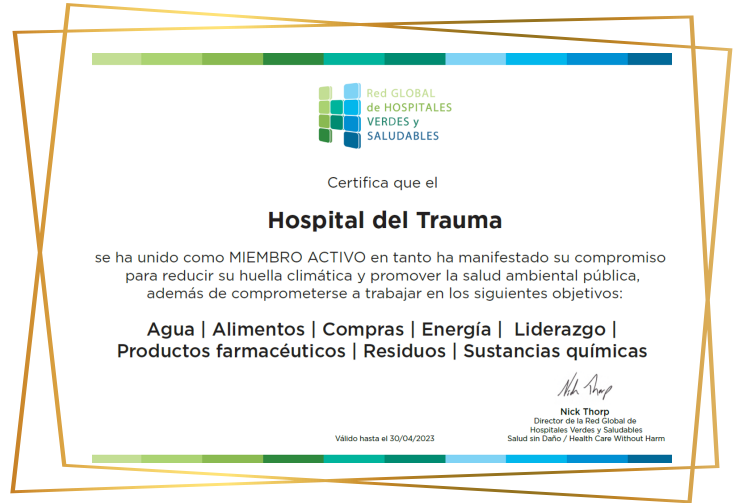 Red GLOBAL
de HOSPITALES
VERDES y
SALUDABLES
Certifica que el
Hospital del Trauma
se ha unido como MIEMBRO ACTIVO en tanto ha manifestado su compromiso
para reducir su huella climática y promover la salud ambiental pública,
además de comprometerse a trabajar en los siguientes objetivos:
Agua | Alimentos | Compras | Energía | Liderazgo |
Productos farmacéuticos | Residuos | Sustancias químicas
Nick Thorp
Nick Thorp
Director de la Red Global de
Hospitales Verdes y Saludables
Salud sin Daño / Health Care Without Harm
Válido hasta el 30/04/2023